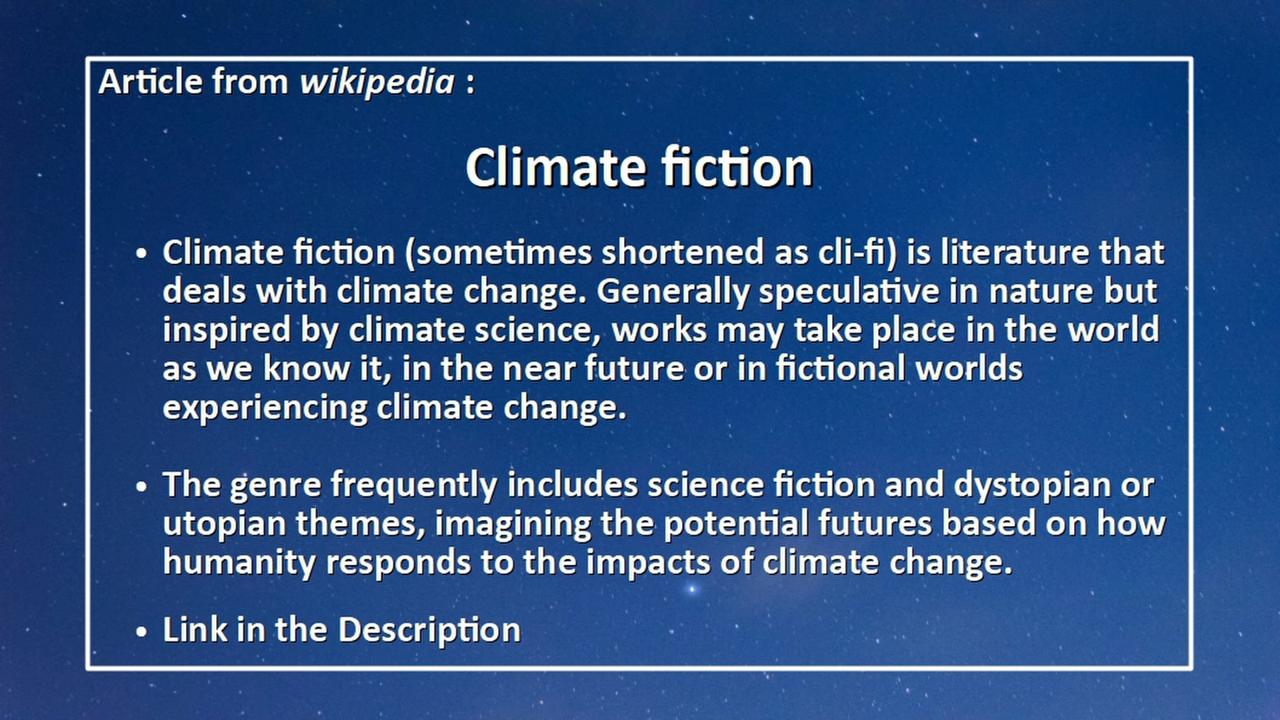 Article from wikipedia :
Climate fiction
• Climate fiction (sometimes shortened as cli-fi) is literature that
deals with climate change. Generally speculative in nature but
inspired by climate science, works may take place in the world
as we know it, in the near future or in fictional worlds
experiencing climate change.
• The genre frequently includes science fiction and dystopian or
utopian themes, imagining the potential futures based on how
humanity responds to the impacts of climate change.
• Link in the Description